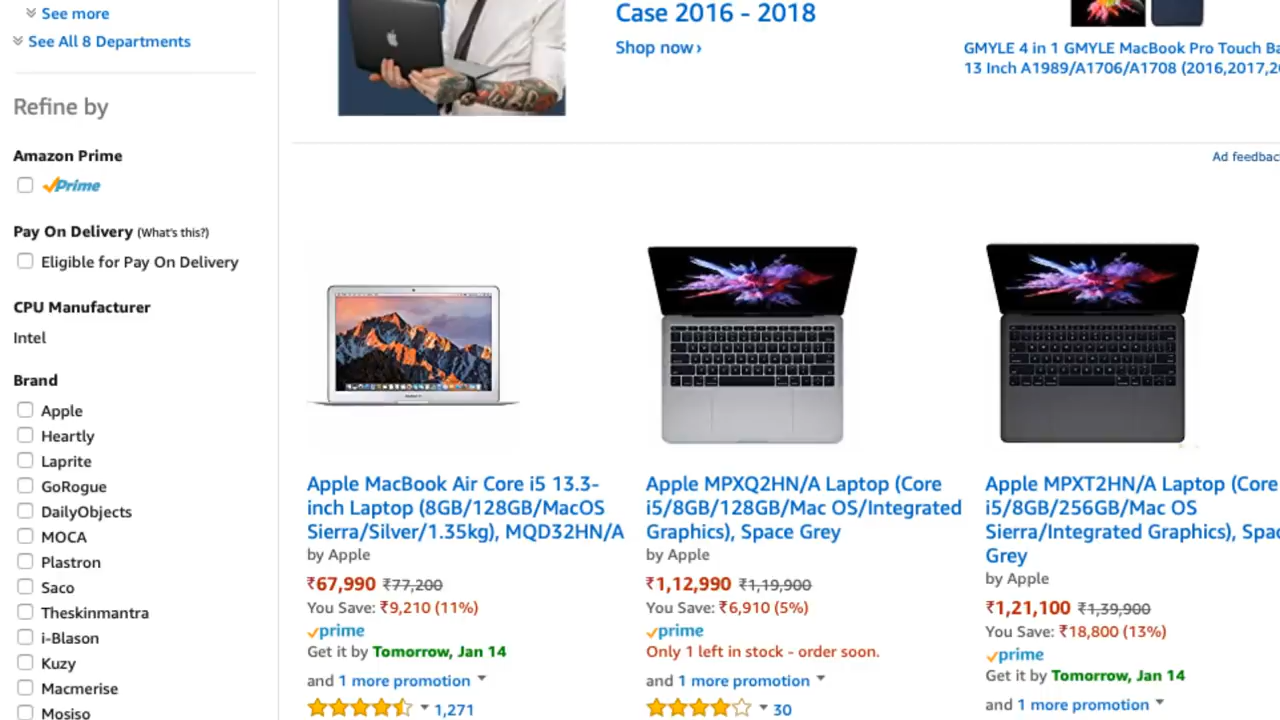 See more
See All 8 Departments
Refine by
Amazon Prime
Prime
Pay On Delivery (What's this?)
Eligible for Pay On Delivery
CPU Manufacturer
Intel
Brand
Apple
Heartly
Laprite
GoRogue
DailyObjects
MOCA
Plastron
Saco
Theskinmantra
i-Blason
Kuzy
Macmerise
Mosiso
Case 2016 - 2018
Shop now ›
GMYLE 4 in 1 GMYLE MacBook Pro Touch Ba
13 Inch A1989/A1706/A1708 (2016,2017,20
Ad feedbac
Apple MacBook Air Core i5 13.3-
inch Laptop (8GB/128GB/MacOS
Sierra/Silver/1.35kg), MQD32HN/A
by Apple
₹67,990 ₹77,200
You Save: ₹9,210 (11%)
prime
Get it by Tomorrow, Jan 14
and 1 more promotion
1,271
Apple MPXQ2HN/A Laptop (Core
i5/8GB/128GB/Mac OS/Integrated
Graphics), Space Grey
by Apple
₹1,12,990 ₹1,19,900
You Save: ₹6,910 (5%)
prime
Only 1 left in stock - order soon.
and 1 more promotion
30
Apple MPXT2HN/A Laptop (Core
i5/8GB/256GB/Mac OS
Sierra/Integrated Graphics), Spac
Grey
by Apple
₹1,21,100 ₹1,39,900
You Save: ₹18,800 (13%)
prime
Get it by Tomorrow, Jan 14
and 1 more promotion